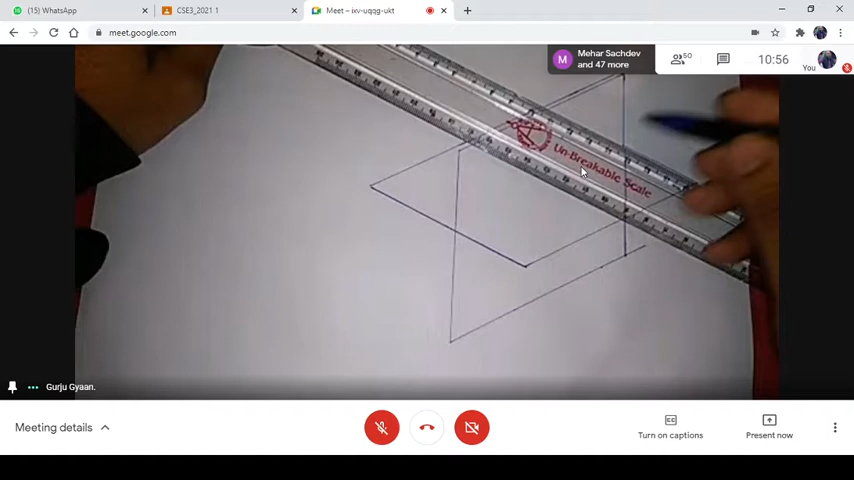 (15) WhatsApp
CSE3_2021 1
Meet – ixv-uqqg-ukt
meet.google.com
Mehar Sachdev
and 47 more
50
10:56
You
Un-Breakable Scale
Gurju Gyaan.
Meeting details
Turn on captions
Present now